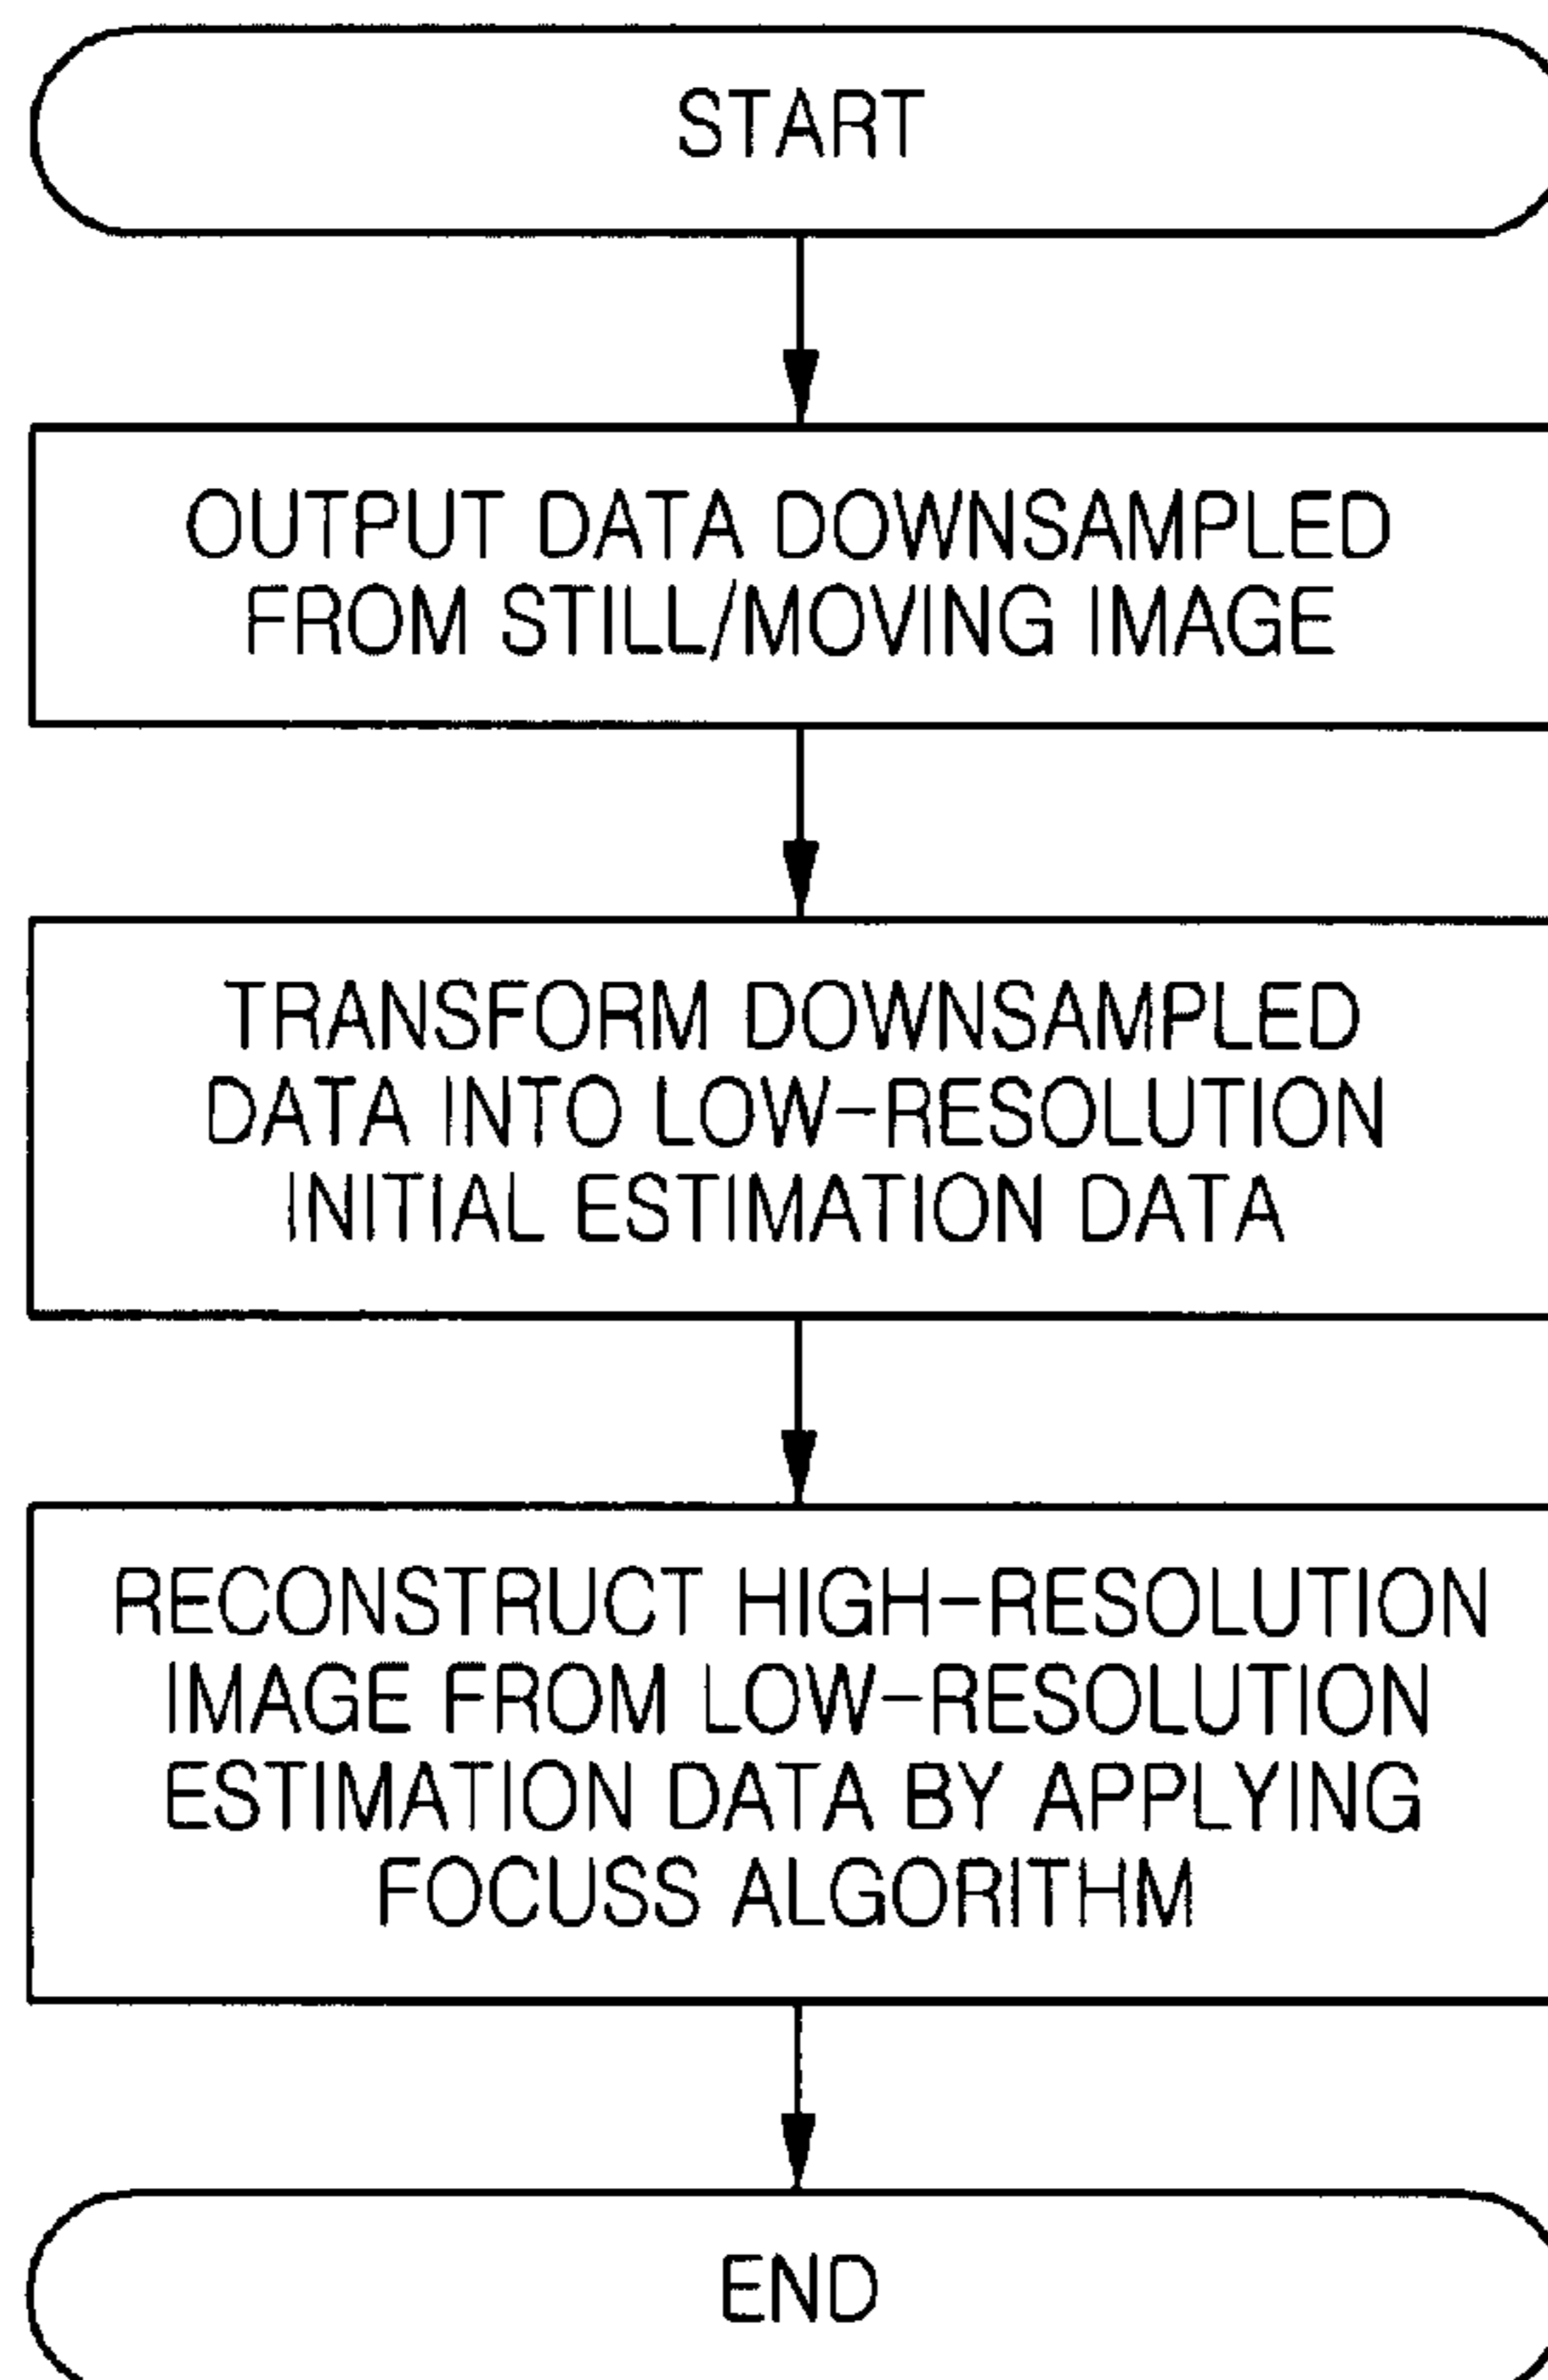 START
OUTPUT DATA DOWNSAMPLED
FROM STILL/MOVING IMAGE
TRANSFORM DOWNSAMPLED
DATA INTO LOW-RESOLUTION
INITIAL ESTIMATION DATA
RECONSTRUCT HIGH-RESOLUTION
IMAGE FROM LOW-RESOLUTION
ESTIMATION DATA BY APPLYING
FOCUSS ALGORITHM
END